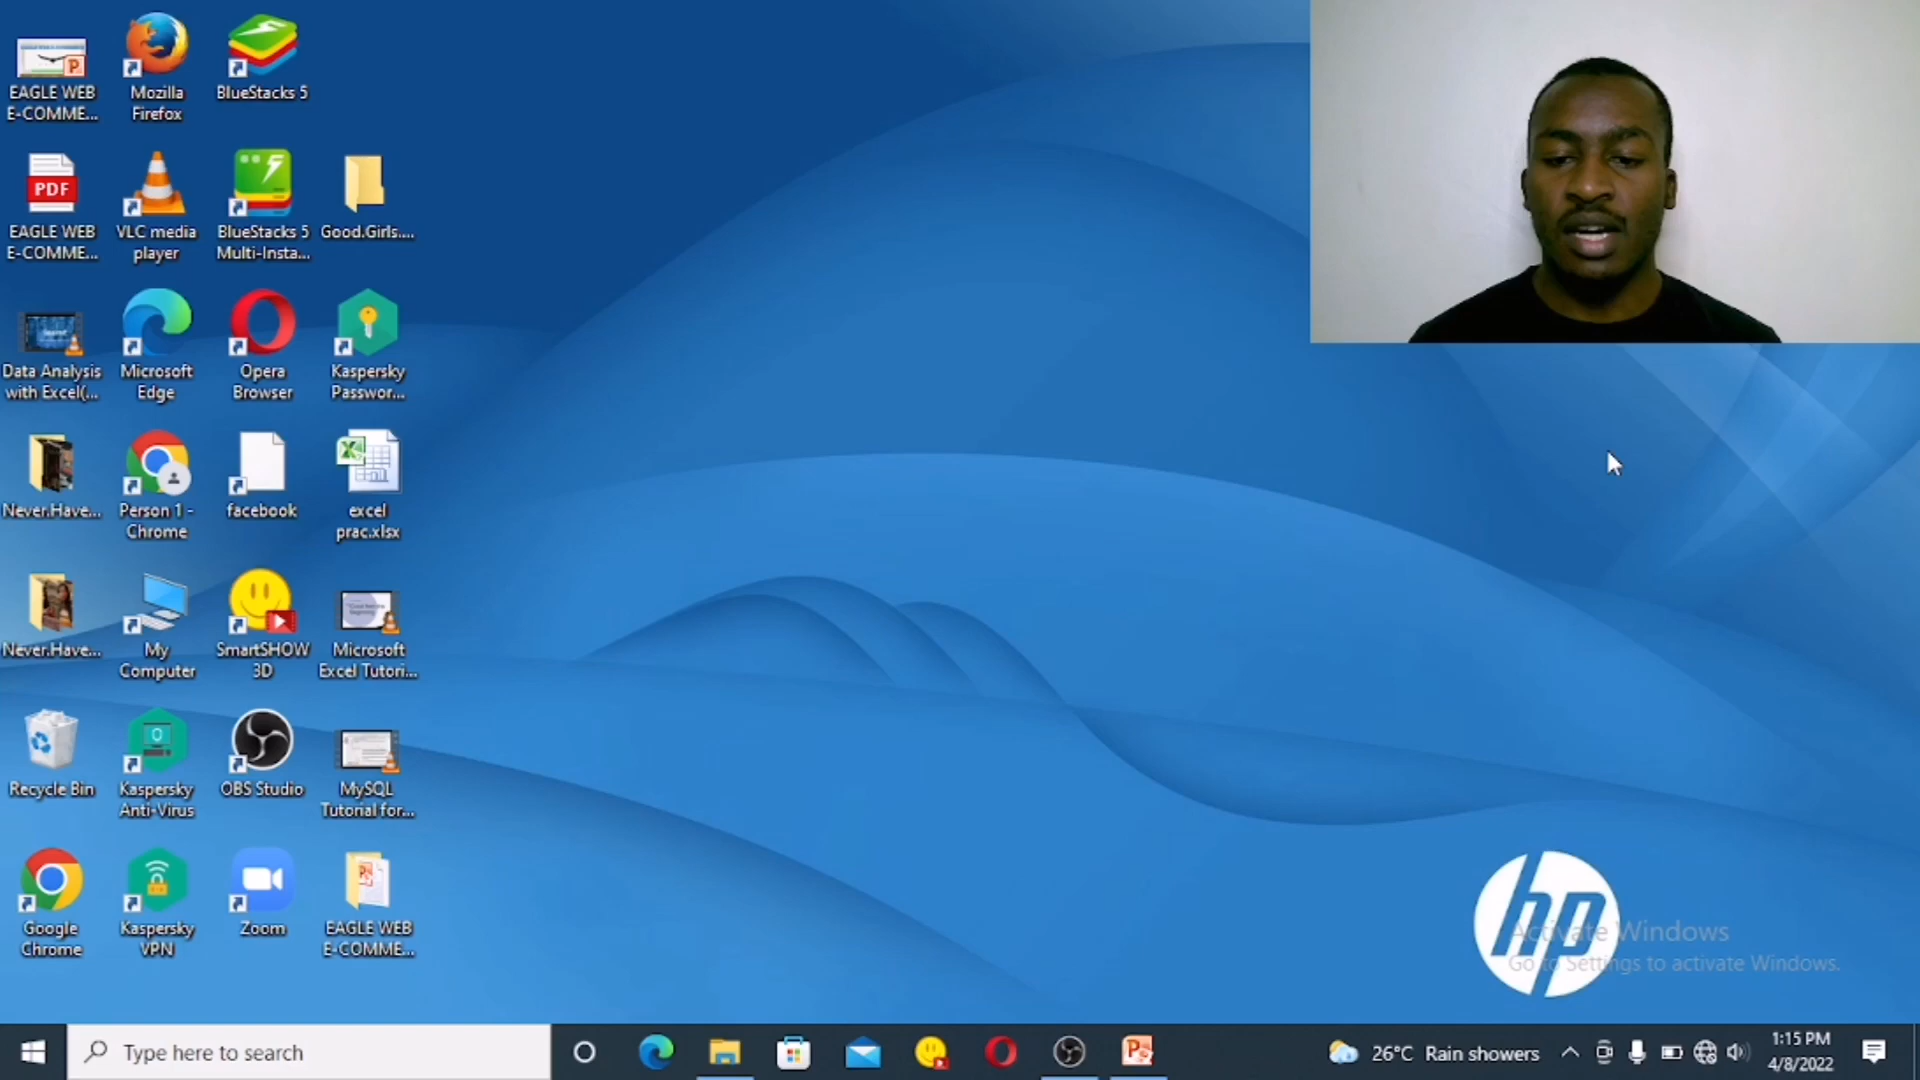 EAGLE WEB
E-COMME...
Mozilla
Firefox
BlueStacks 5
PDF
EAGLE WEB
E-COMME...
VLC media
player
BlueStacks 5
Multi-Insta...
Good.Girls....
Data Analysis
with Excel(...
Microsoft
Edge
Opera
Browser
Kaspersky
Passwor...
Never.Have...
Person 1 -
Chrome
facebook
excel
prac.xlsx
Never.Have...
My
Computer
SmartSHOW
3D
Microsoft
Excel Tutori...
Recycle Bin
Kaspersky
Anti-Virus
OBS Studio
MySQL
Tutorial for...
Google
Chrome
Kaspersky
VPN
Zoom
EAGLE WEB
E-COMME...
hp
Activate Windows
Go to Settings to activate Windows.
Type here to search
26°C Rain showers
1:15 PM
4/8/2022